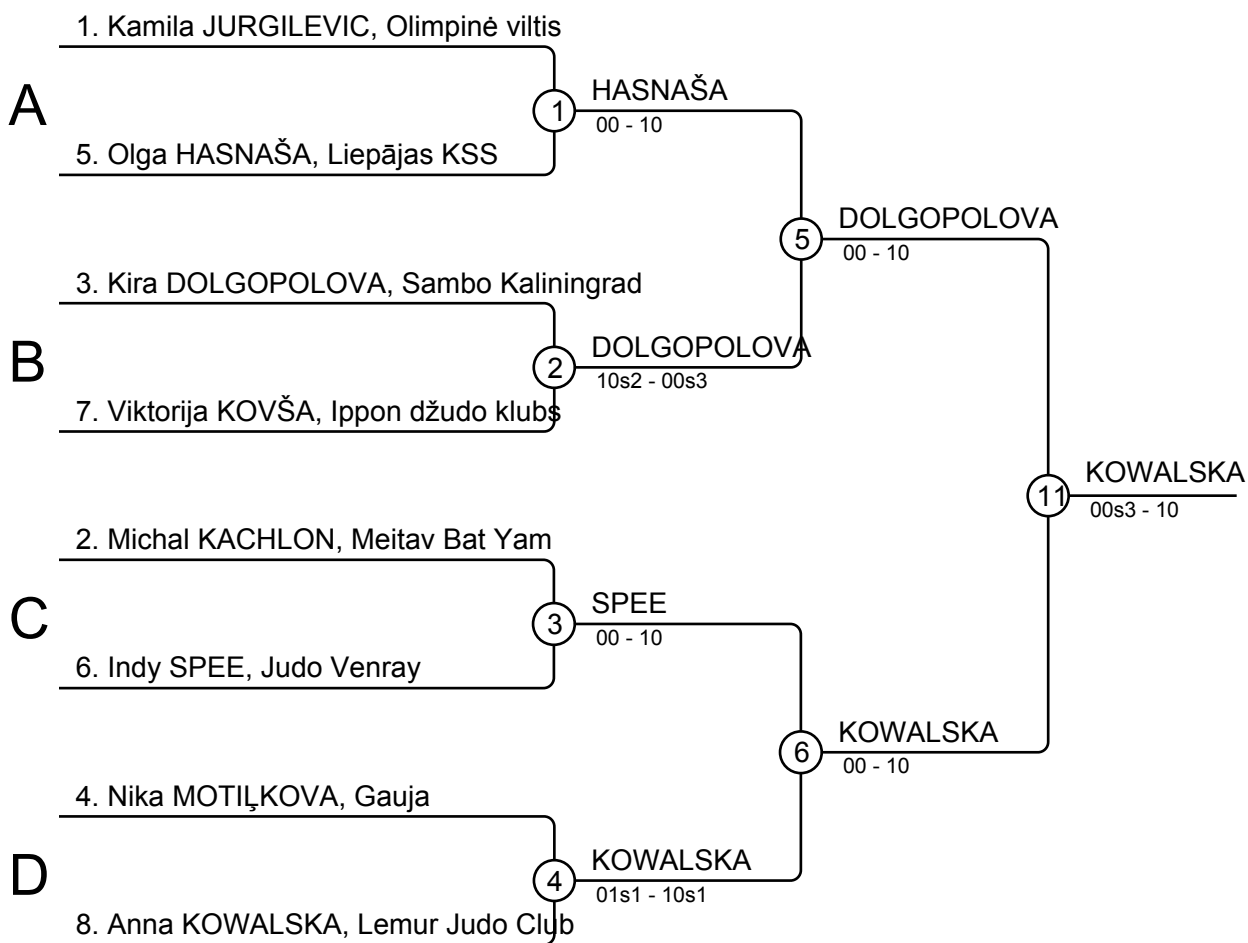 1. Kamila JURGILEVIC, Olimpinė viltis
A
1
HASNAŠA
00 - 10
5. Olga HASNAŠA, Liepājas KSS
5
DOLGOPOLOVA
00 - 10
3. Kira DOLGOPOLOVA, Sambo Kaliningrad
B
2
DOLGOPOLOVA
10s2 - 00s3
7. Viktorija KOVŠA, Ippon džudo klubs
11
KOWALSKA
00s3 - 10
2. Michal KACHLON, Meitav Bat Yam
C
3
SPEE
00 - 10
6. Indy SPEE, Judo Venray
6
KOWALSKA
00 - 10
4. Nika MOTIĻKOVA, Gauja
D
4
KOWALSKA
01s1 - 10s1
8. Anna KOWALSKA, Lemur Judo Club